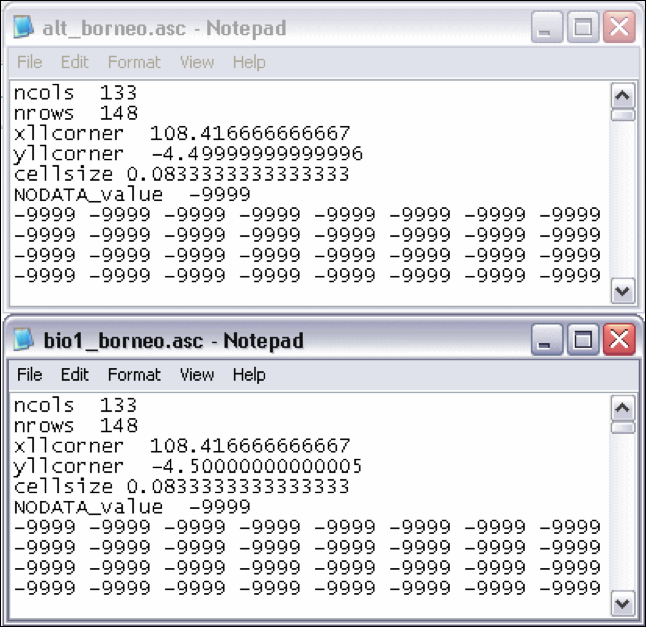 alt_borneo.asc - Notepad
File Edit Format View Help
ncols 133
nrows 148
xllcorner 108.416666666667
yllcorner -4.49999999999996
cellsize 0.0833333333333333
NODATA_value -9999
-9999 -9999 -9999 -9999 -9999 -9999 -9999 -9999
-9999 -9999 -9999 -9999 -9999 -9999 -9999 -9999
-9999 -9999 -9999 -9999 -9999 -9999 -9999 -9999
-9999 -9999 -9999 -9999 -9999 -9999 -9999 -9999
bio1_borneo.asc - Notepad
File Edit Format View Help
ncols 133
nrows 148
xllcorner 108.416666666667
yllcorner -4.50000000000005
cellsize 0.0833333333333333
NODATA_value -9999
-9999 -9999 -9999 -9999 -9999 -9999 -9999 -9999
-9999 -9999 -9999 -9999 -9999 -9999 -9999 -9999
-9999 -9999 -9999 -9999 -9999 -9999 -9999 -9999
-9999 -9999 -9999 -9999 -9999 -9999 -9999 -9999